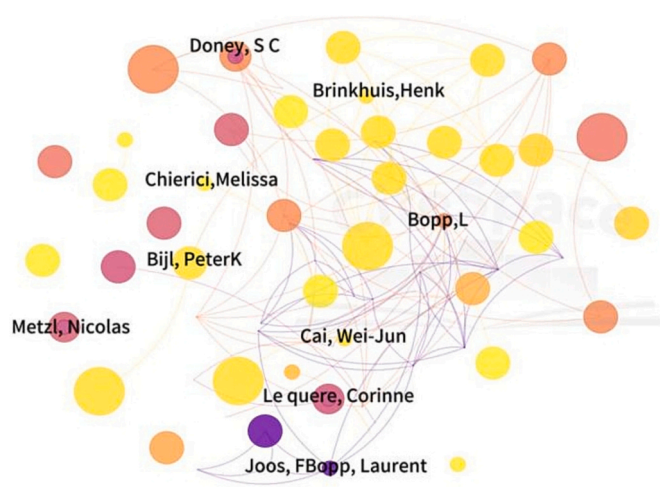 Doney, S C
Brinkhuis,Henk
Chierici,Melissa
Bopp,L
Bijl, PeterK
Metzl, Nicolas
Cai, Wei-Jun
Le quere, Corinne
Joos, FBopp, Laurent